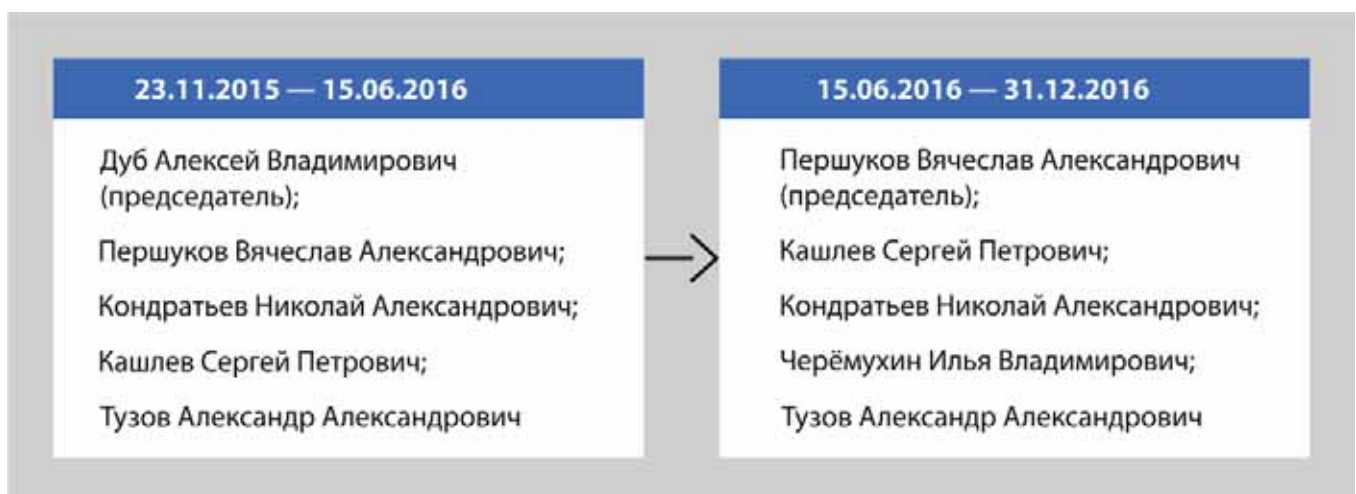 23.11.2015 — 15.06.2016
Дуб Алексей Владимирович
(председатель);
Першуков Вячеслав Александрович;
Кондратьев Николай Александрович;
Кашлев Сергей Петрович;
Тузов Александр Александрович
15.06.2016 — 31.12.2016
Першуков Вячеслав Александрович
(председатель);
Кашлев Сергей Петрович;
Кондратьев Николай Александрович;
Черёмухин Илья Владимирович;
Тузов Александр Александрович